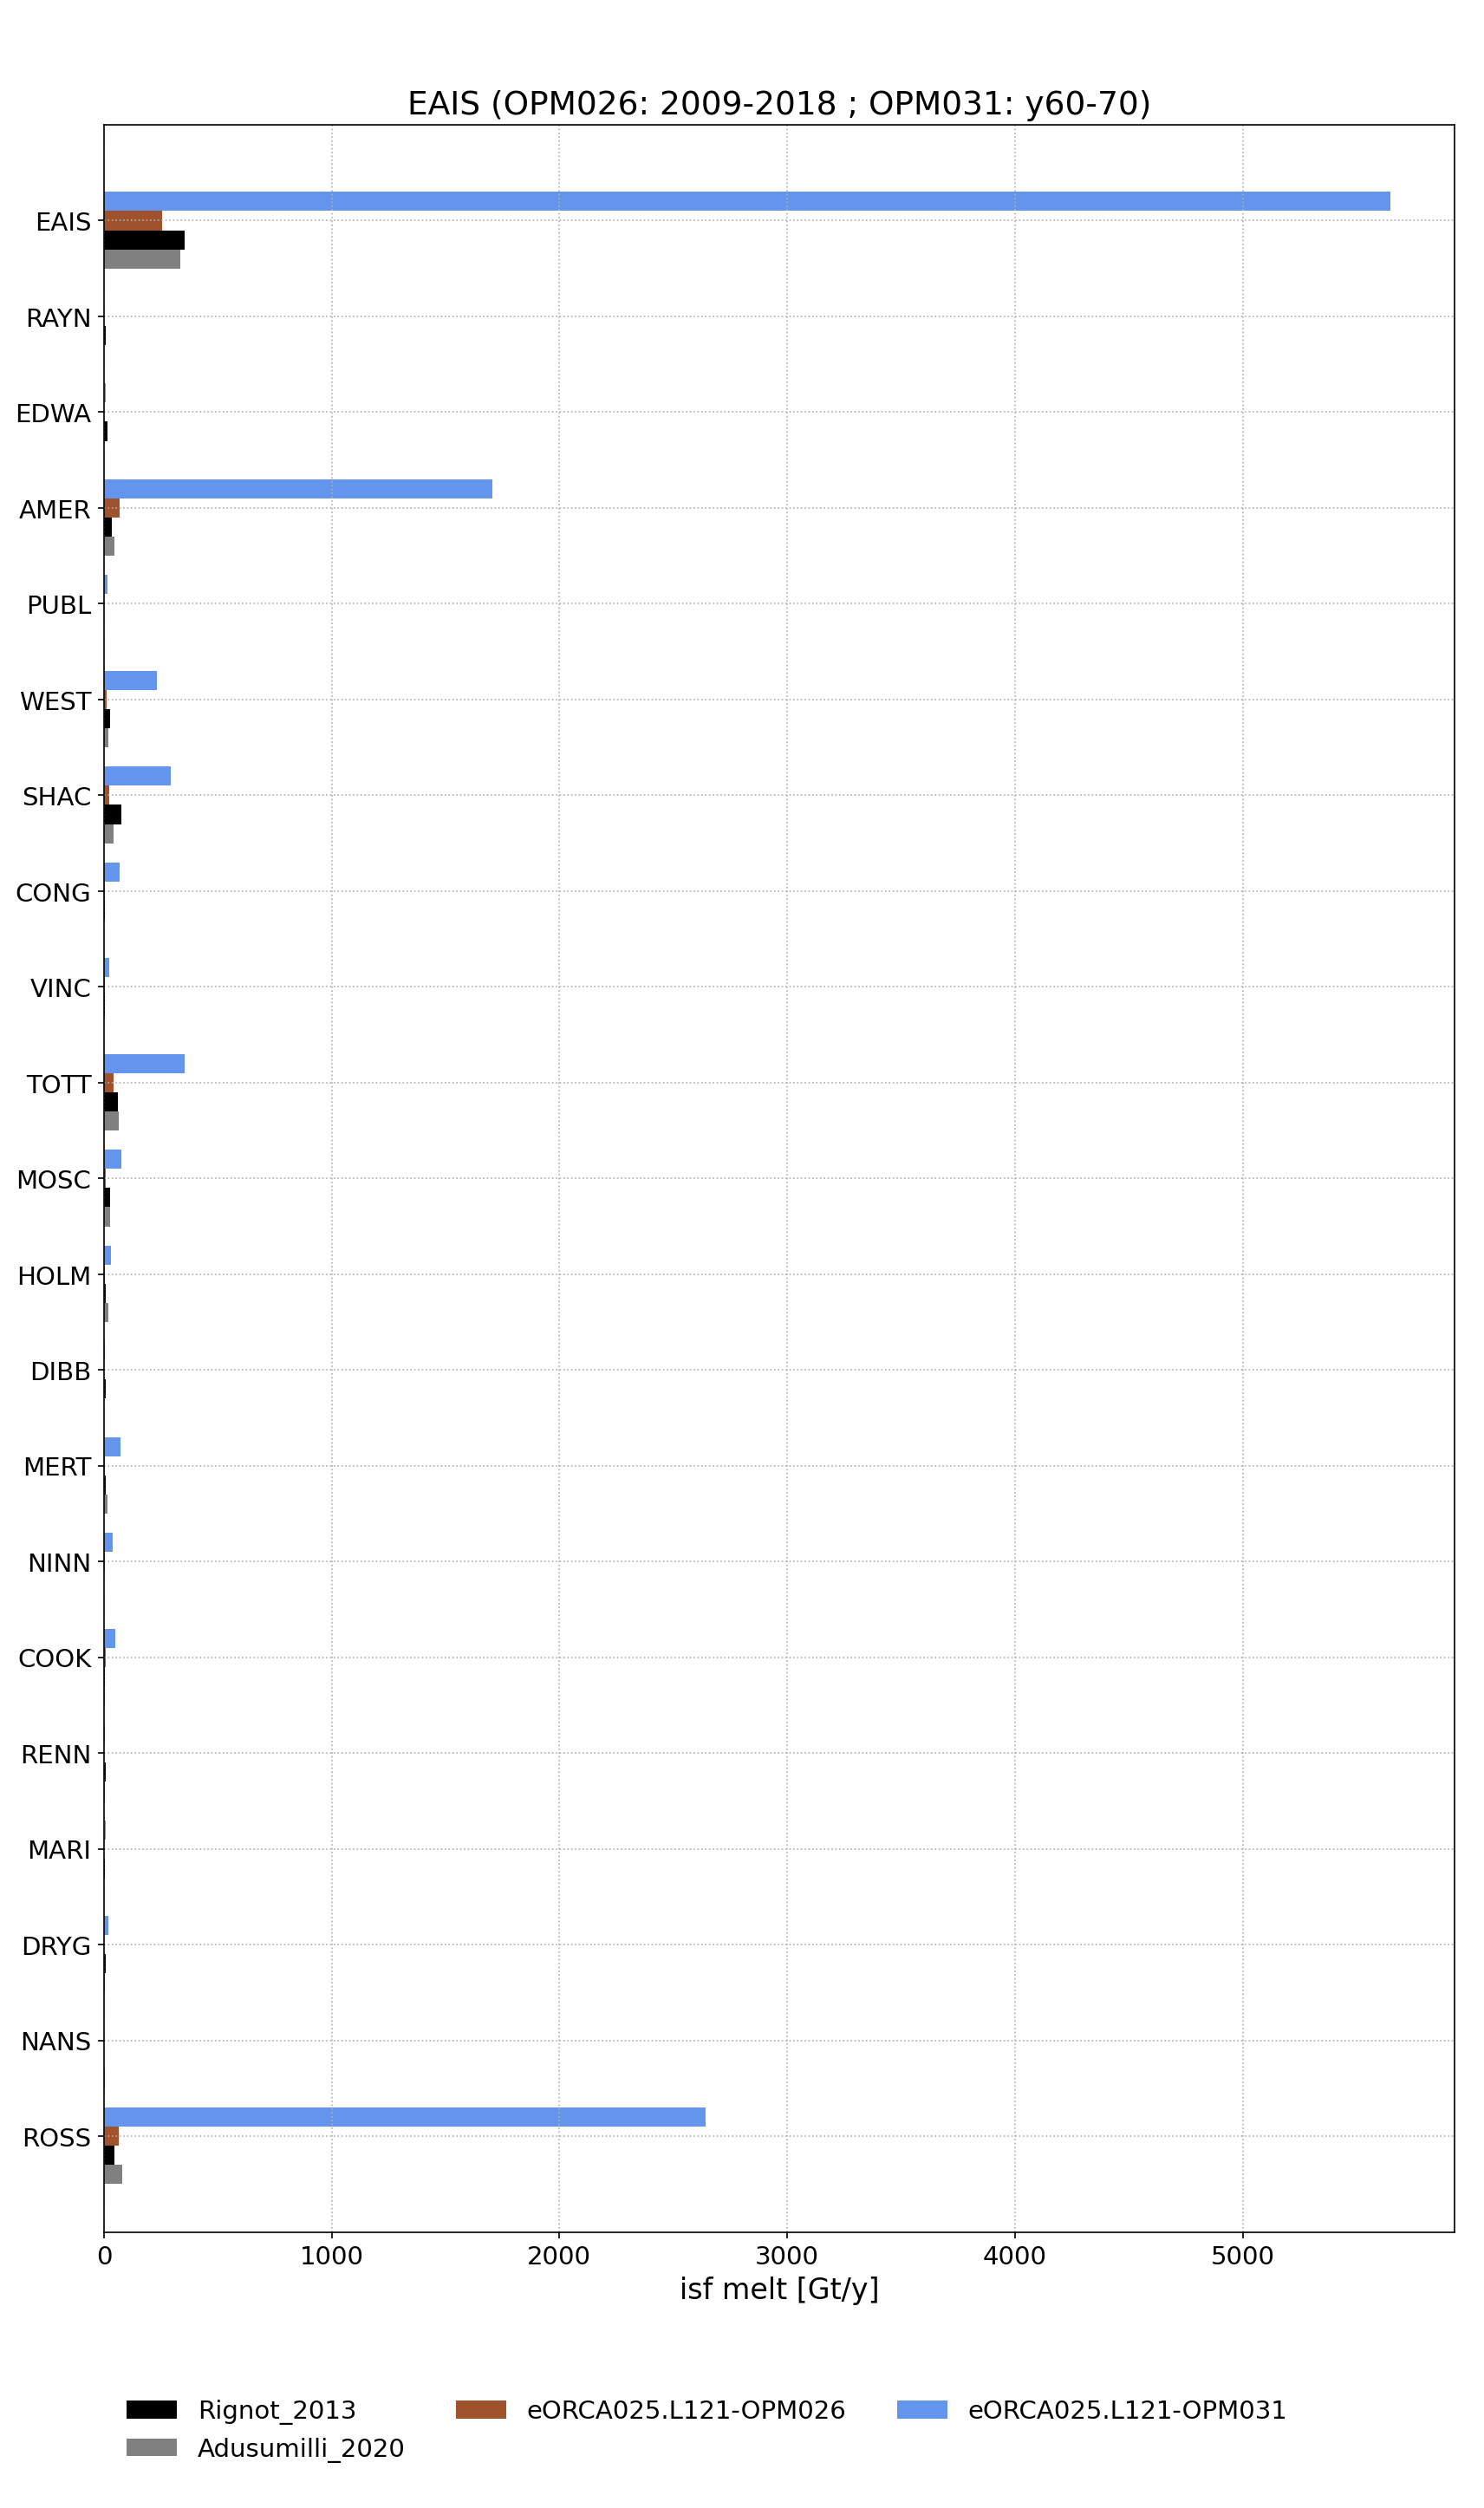 EAIS (OPM026: 2009-2018 ; OPM031: y60-70)
EAIS
RAYN
EDWA
AMER
PUBL
WEST
SHAC
CONG
VINC
TOTT
MOSC
HOLM
DIBB
MERT
NINN
COOK
RENN
MARI
DRYG
NANS
ROSS
0 1000 2000 3000 4000 5000
isf melt [Gt/y]
Rignot_2013 eORCA025.L121-OPM026 eORCA025.L121-OPM031
Adusumilli_2020